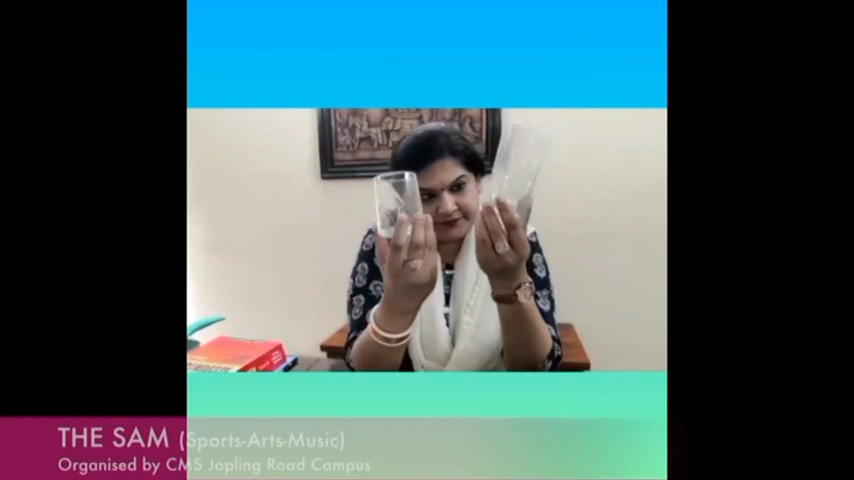 THE SAM (Sports-Arts-Music)
Organised by CMS Jopling Road Campus